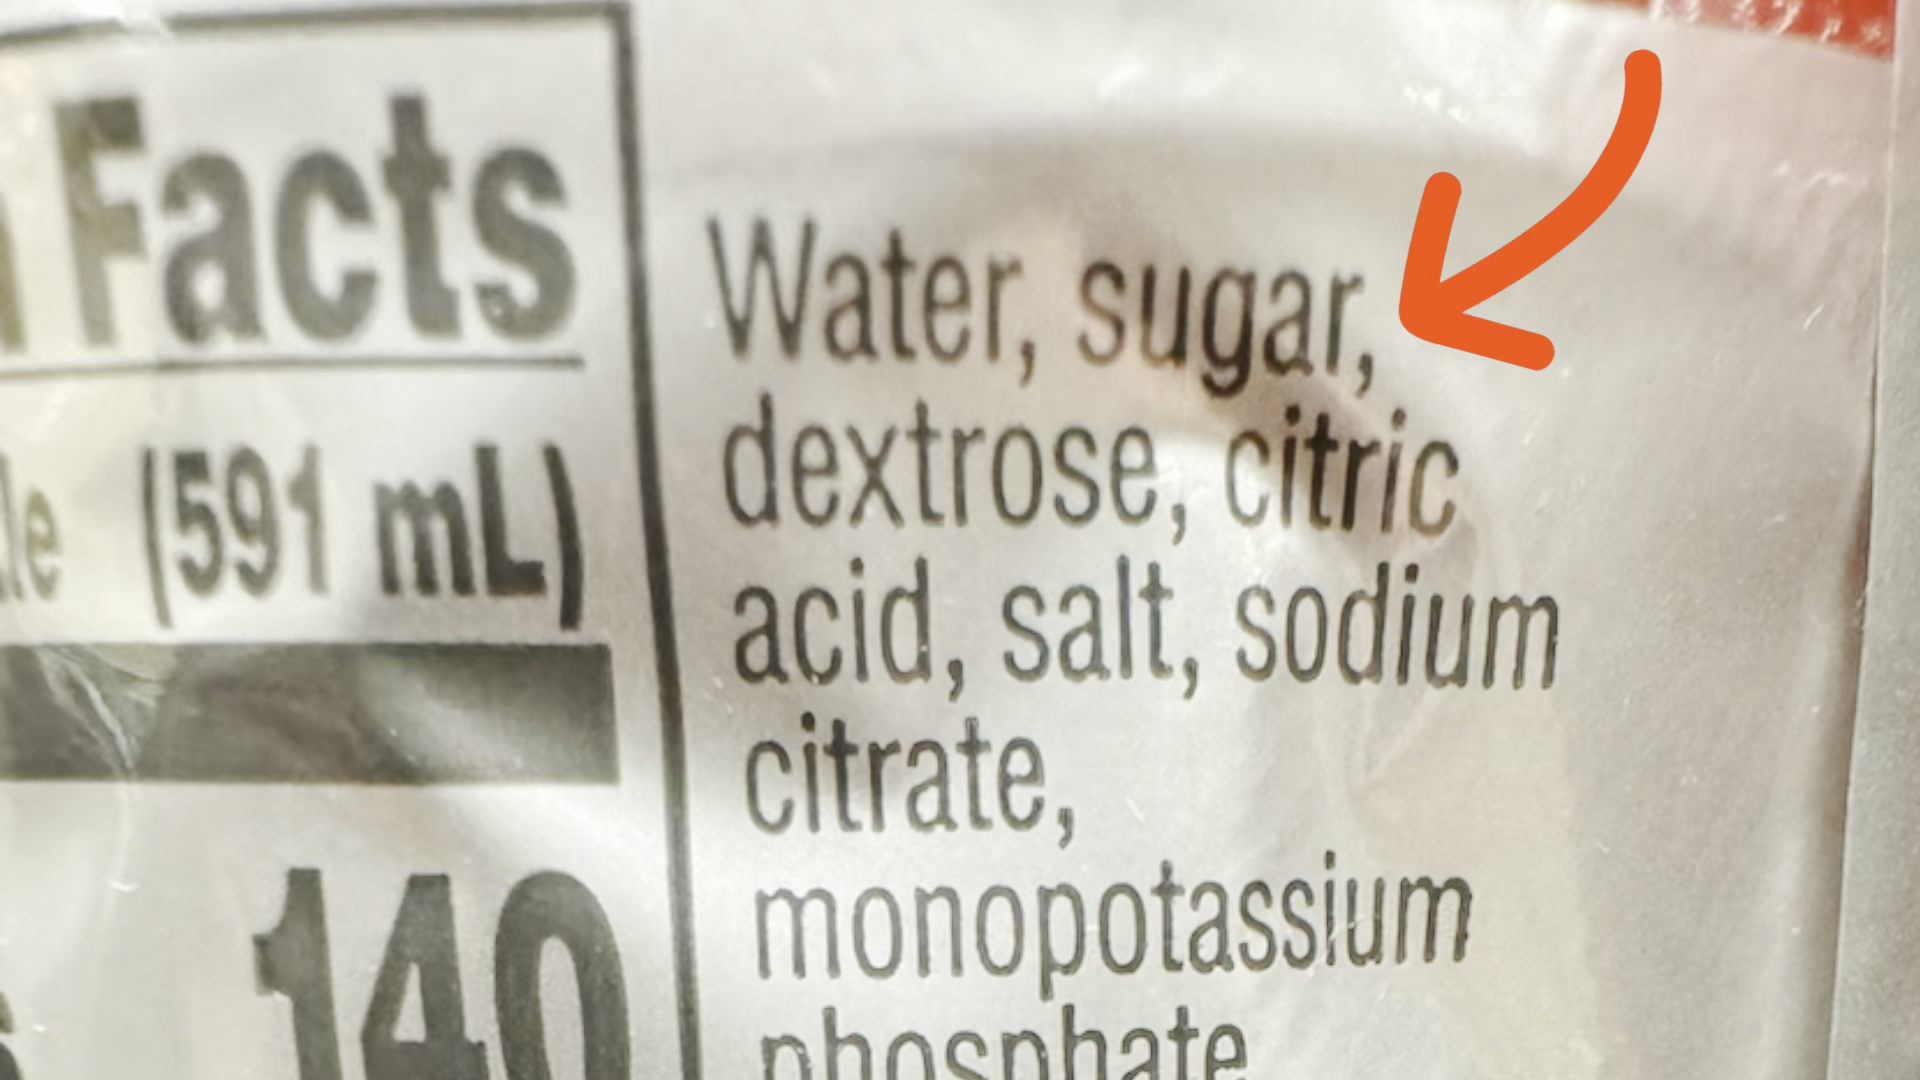 Facts
(591 mL)
140
Water, sugar,
dextrose, citric
acid, salt, sodium
citrate,
monopotassium
phosphate